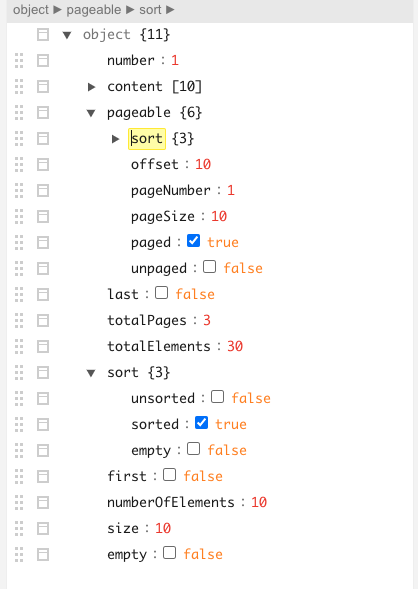 object ► pageable ► sort ►
▼ object {11}
number : 1
► content [10]
▼ pageable {6}
► sort {3}
offset : 10
pageNumber : 1
pageSize : 10
paged : true
unpaged : false
last : false
totalPages : 3
totalElements : 30
▼ sort {3}
unsorted : false
sorted : true
empty : false
first : false
numberOfElements : 10
size : 10
empty : false